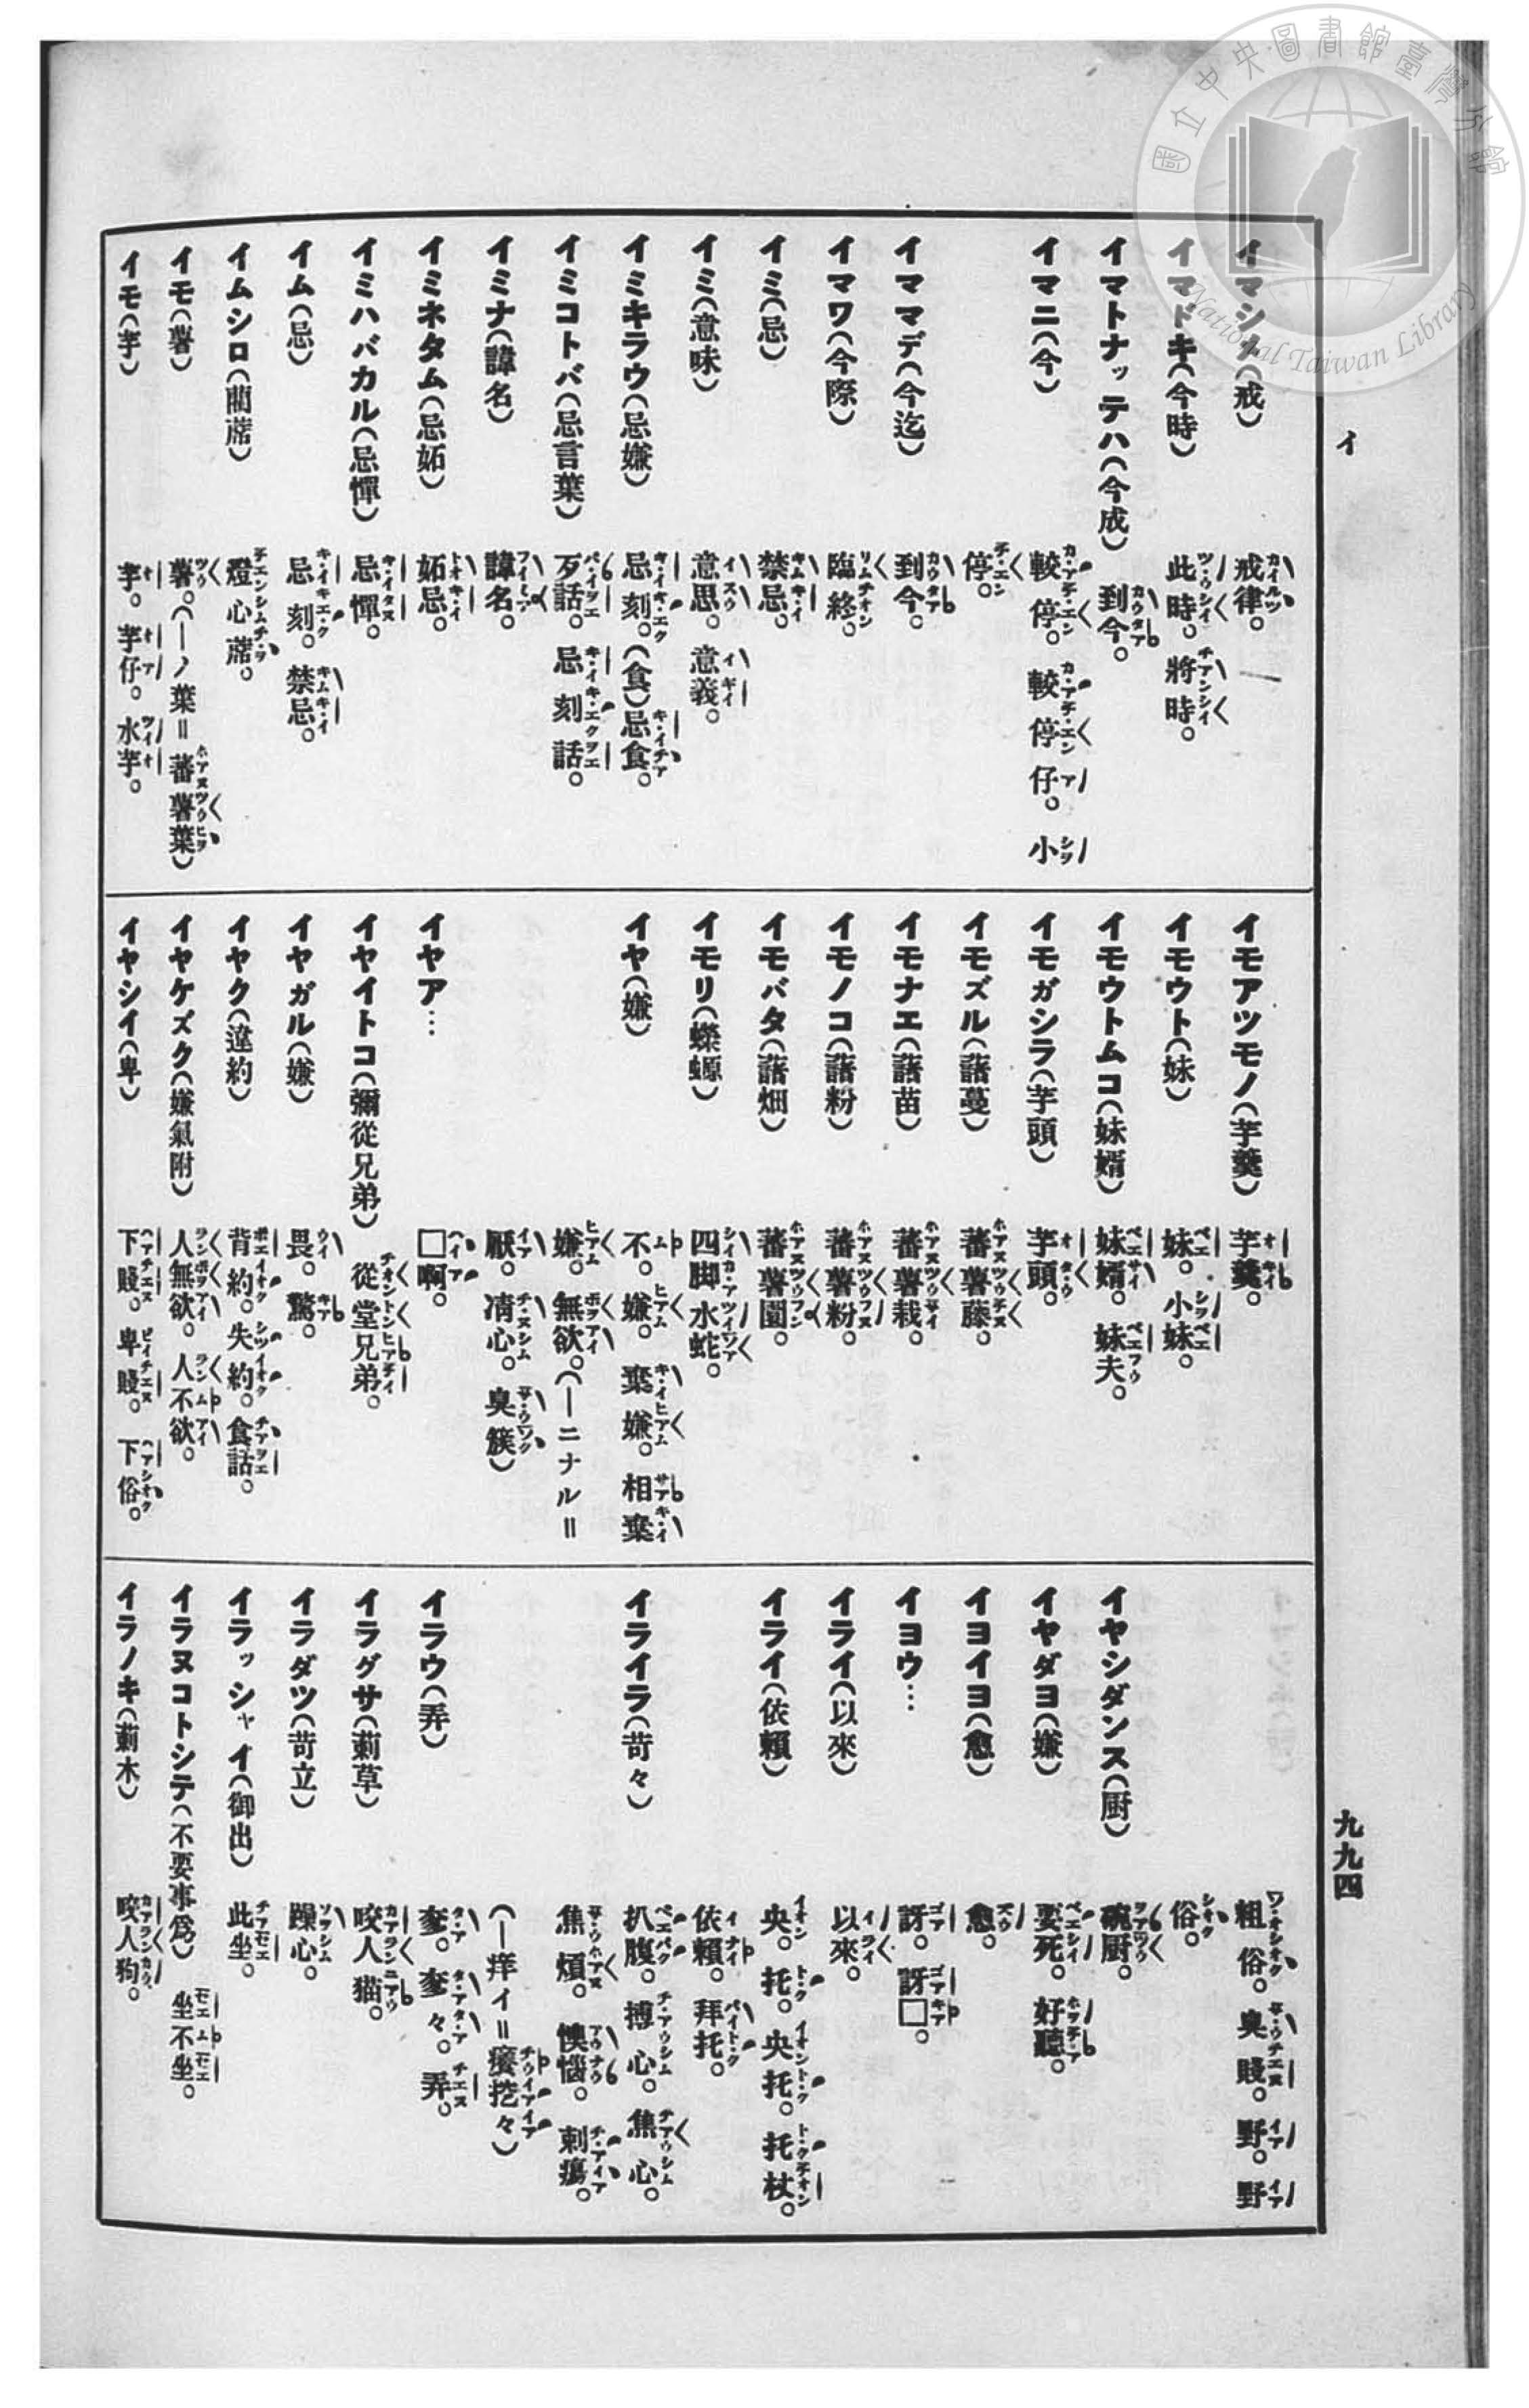 國立中央圖書館臺灣分館
National Taiwan Library
イ
九九四
イマシメ(戒) 戒律。
イマドキ(今時) 此時。將時。
イマトナッテハ(今成) 到今。
イマニ(今) 較停。較停仔。小
停。
イママデ(今迄) 到今。
イマワ(今際) 臨終。
イミ(忌) 禁忌。
イミ(意味) 意思。意義。
イミキラウ(忌嫌) 忌刻。(食)忌食。
イミコトバ(忌言葉) 歹話。忌刻話。
イミナ(諱名) 諱名。
イミネタム(忌妬) 妬忌。
イミハバカル(忌憚) 忌憚。
イム(忌) 忌刻。禁忌。
イムシロ(藺蓆) 燈心蓆。
イモ(薯) 薯。(—ノ葉=蕃薯葉)
イモ(芋) 芋。芋仔。水芋。
イモアツモノ(芋羹) 芋羹。
イモウト(妹) 妹。小妹。
イモウトムコ(妹婿) 妹婿。妹夫。
イモガシラ(芋頭) 芋頭。
イモズル(藷蔓) 蕃薯藤。
イモナエ(藷苗) 蕃薯栽。
イモノコ(藷粉) 蕃薯粉。
イモバタ(藷畑) 蕃薯園。
イモリ(蠑螈) 四脚水蛇。
イヤ(嫌) 不。嫌。棄嫌。相棄
嫌。無欲。(—ニナル=
厭。凊心。臭簇)
イヤア… □啊。
イヤイトコ(彌從兄弟) 從堂兄弟。
イヤガル(嫌) 畏。驚。
イヤク(違約) 背約。失約。食話。
イヤケズク(嫌氣附) 人無欲。人不欲。
イヤシイ(卑) 下賤。卑賤。下俗。
粗俗。臭賤。野。野
俗。
イヤシダンス(厨) 碗厨。
イヤダヨ(嫌) 要死。好聽。
イヨイヨ(愈) 愈。
イヨウ… 訝。訝□。
イライ(以來) 以來。
イライ(依賴) 央。托。央托。托杖。
依賴。拜托。
イライラ(苛々) 扒腹。搏心。焦心。
焦煩。懊惱。刺瘍。
(—痒イ=癢挖々)
イラウ(弄) 奒。奒々。弄。
イラグサ(莿草) 咬人猫。
イラダツ(苛立) 躁心。
イラッシャイ(御出) 此坐。
イラヌコトシテ(不要事爲) 坐不坐。
イラノキ(莿木) 咬人狗。